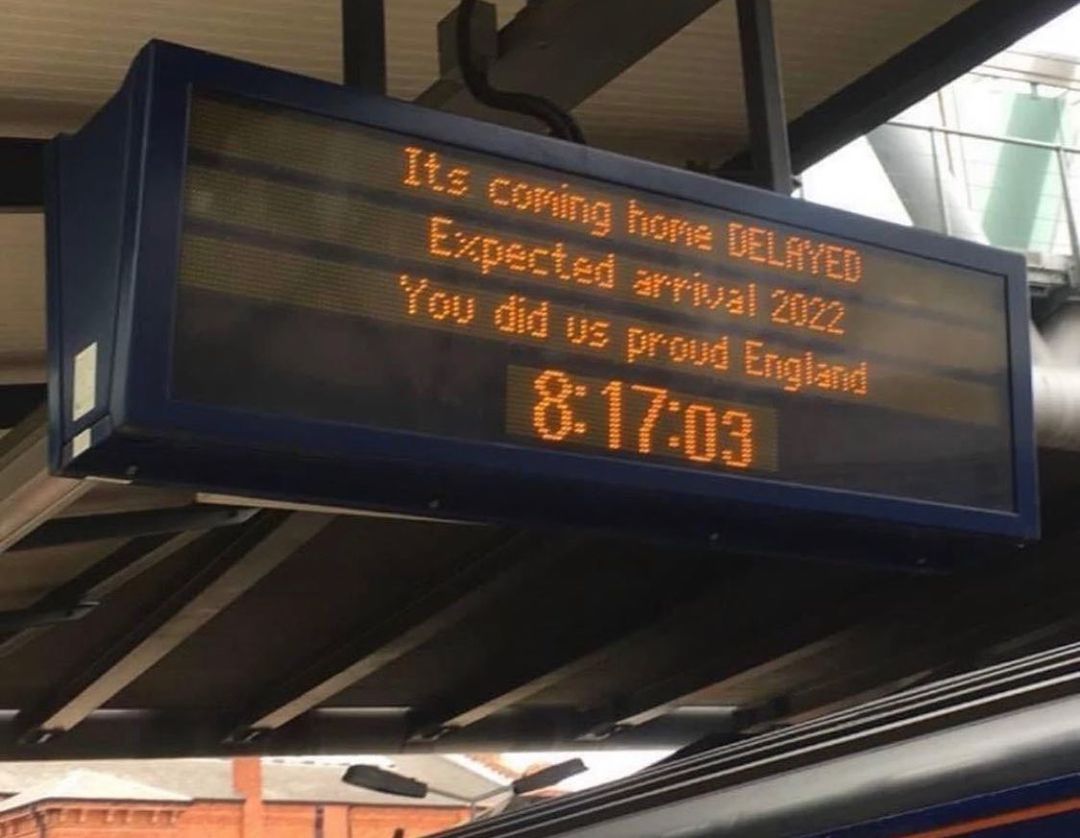 Its coming home DELAYED
Expected arrival 2022
You did us proud England
8:17:03